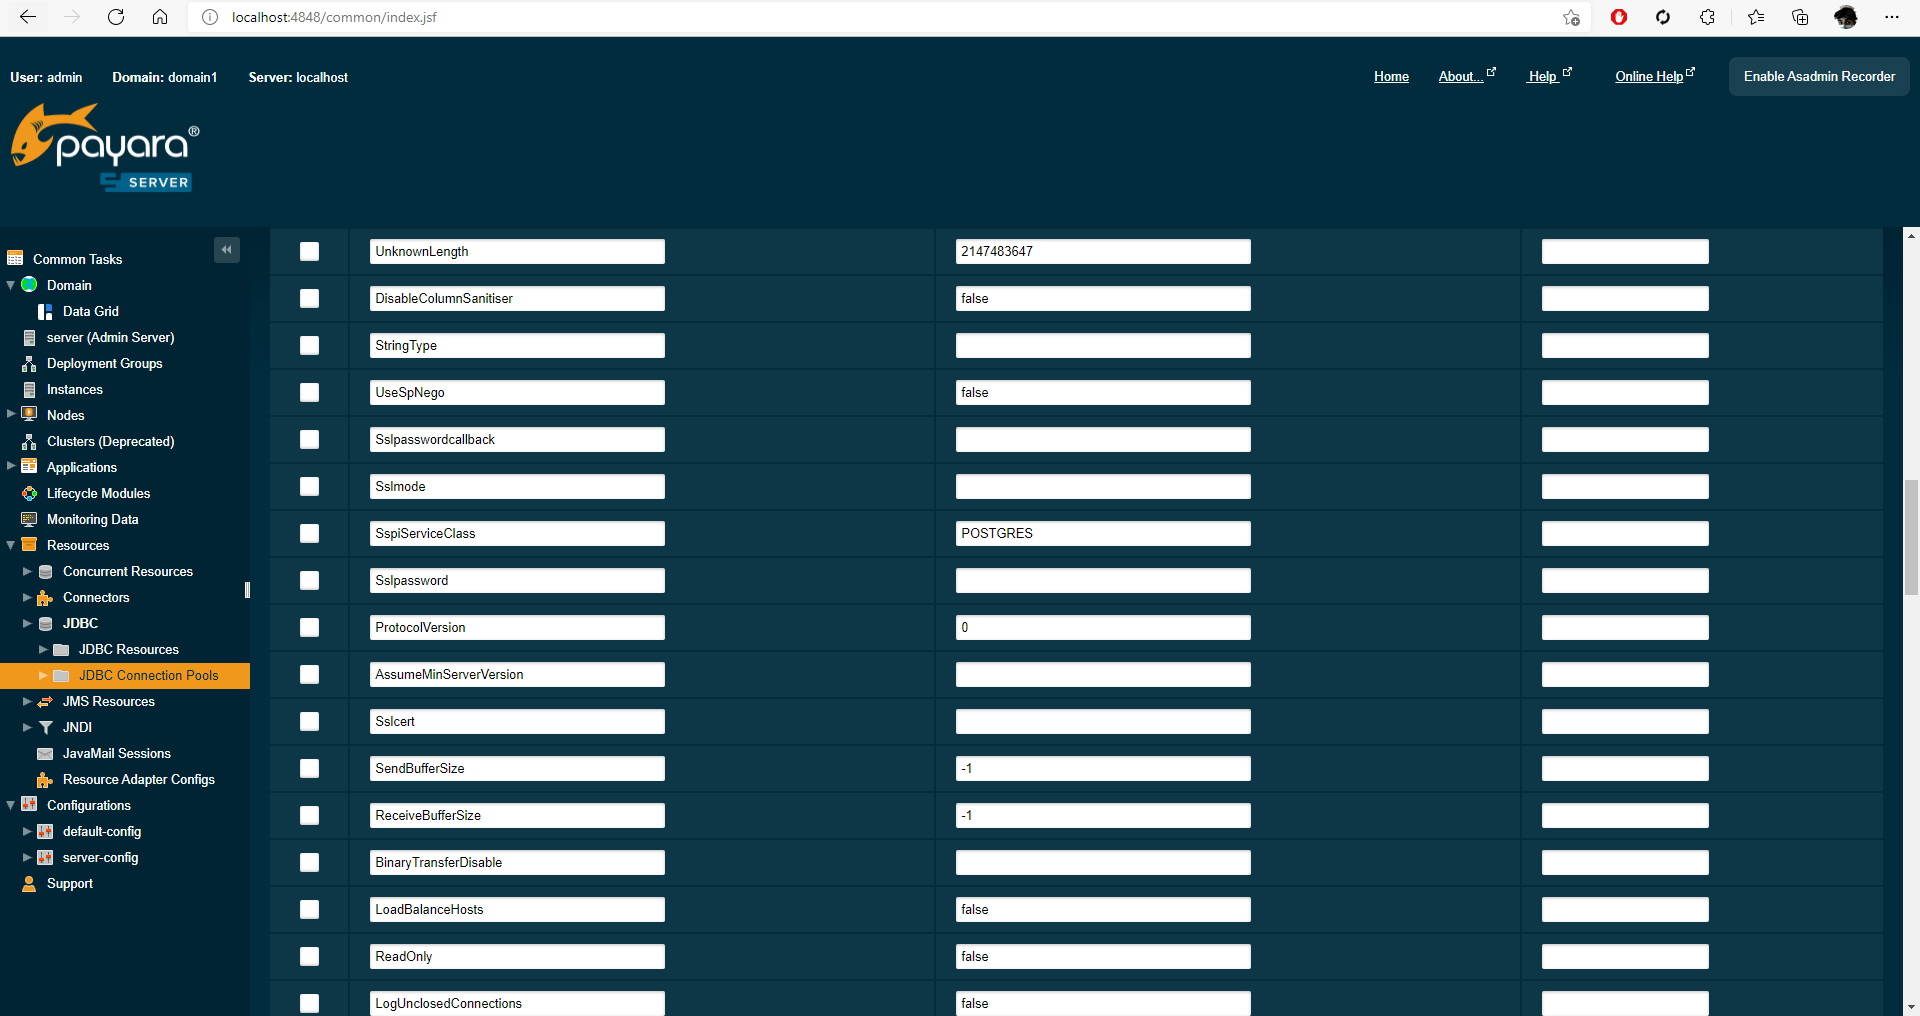 localhost:4848/common/index.jsf
User: admin Domain: domain1 Server: localhost
Home About... Help Online Help Enable Asadmin Recorder
payara®
SERVER
Common Tasks
Domain
Data Grid
server (Admin Server)
Deployment Groups
Instances
Nodes
Clusters (Deprecated)
Applications
Lifecycle Modules
Monitoring Data
Resources
Concurrent Resources
Connectors
JDBC
JDBC Resources
JDBC Connection Pools
JMS Resources
JNDI
JavaMail Sessions
Resource Adapter Configs
Configurations
default-config
server-config
Support
UnknownLength 2147483647
DisableColumnSanitiser false
StringType
UseSpNego false
Sslpasswordcallback
Sslmode
SspiServiceClass POSTGRES
Sslpassword
ProtocolVersion 0
AssumeMinServerVersion
Sslcert
SendBufferSize -1
ReceiveBufferSize -1
BinaryTransferDisable
LoadBalanceHosts false
ReadOnly false
LogUnclosedConnections false